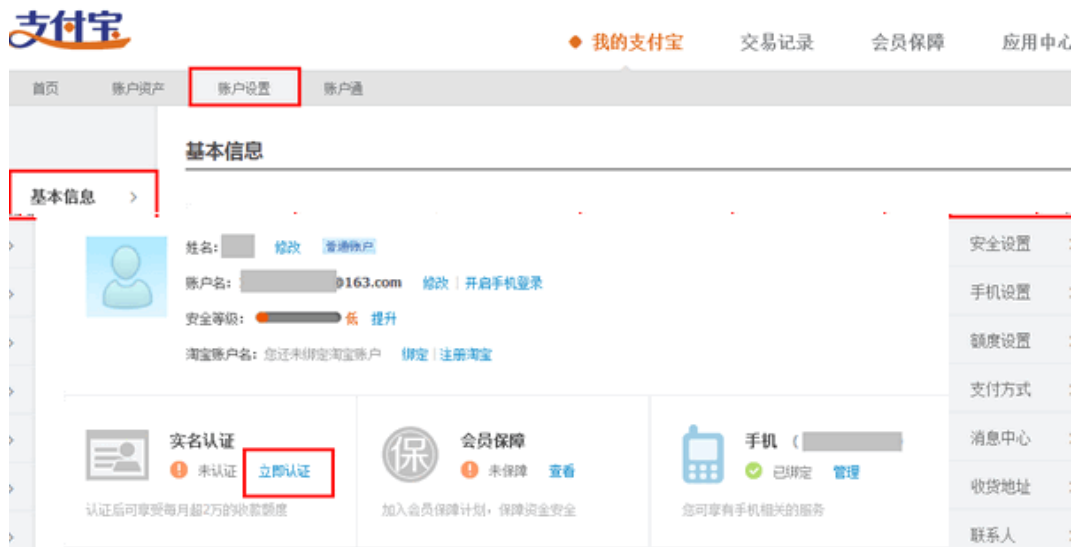 支付宝
我的支付宝 交易记录 会员保障 应用中心
首页 账户资产 账户设置 账户通
基本信息
基本信息
姓名: 修改 普通账户
账户名: @163.com 修改 | 开启手机登录
安全等级: 低 提升
淘宝账户名: 您还未绑定淘宝账户 绑定 | 注册淘宝
安全设置
手机设置
额度设置
支付方式
消息中心
收货地址
联系人
实名认证
未认证 立即认证
认证后可享受每月超2万的收款额度
保
会员保障
未保障 查看
加入会员保障计划，保障资金安全
手机 (
已绑定 管理
您可享有手机相关的服务